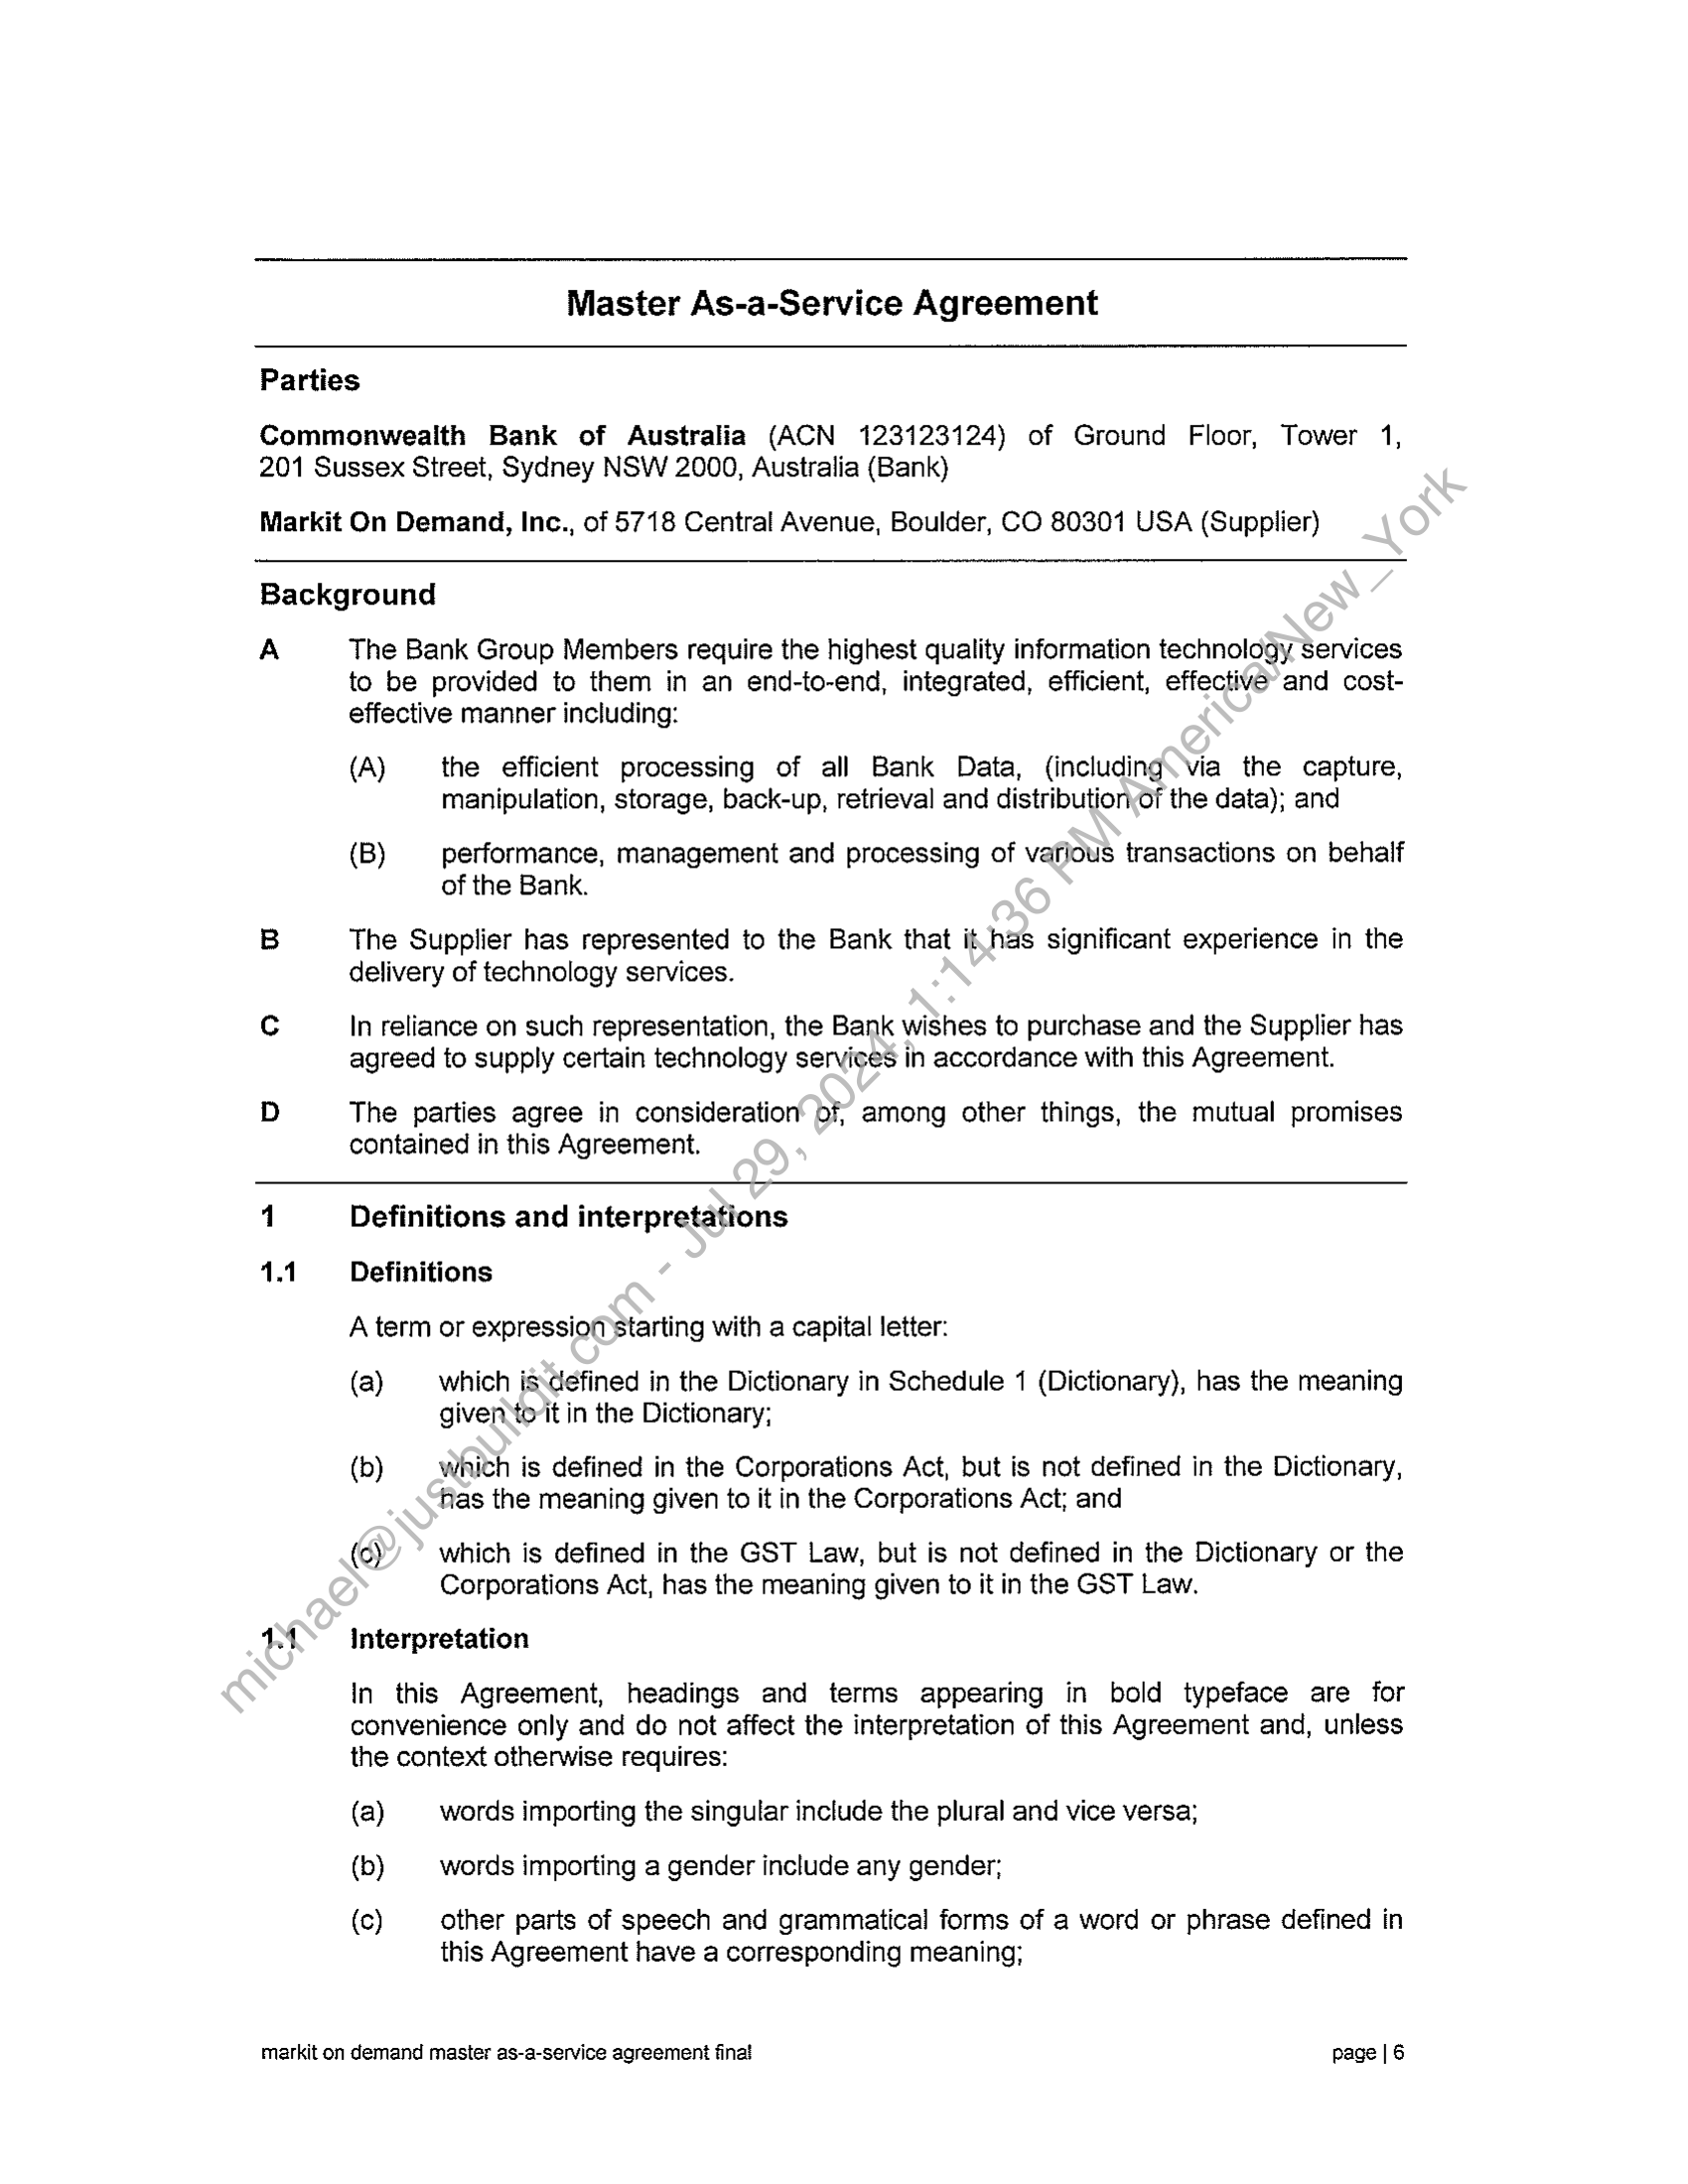 Master As-a-Service Agreement
Parties
Commonwealth Bank of Australia (ACN 123123124) of Ground Floor, Tower 1,
201 Sussex Street, Sydney NSW 2000, Australia (Bank)
Markit On Demand, Inc., of 5718 Central Avenue, Boulder, CO 80301 USA (Supplier)
Background
A The Bank Group Members require the highest quality information technology services
to be provided to them in an end-to-end, integrated, efficient, effective and cost-
effective manner including:
(A) the efficient processing of all Bank Data, (including via the capture,
manipulation, storage, back-up, retrieval and distribution of the data); and
(B) performance, management and processing of various transactions on behalf
of the Bank.
B The Supplier has represented to the Bank that it has significant experience in the
delivery of technology services.
C In reliance on such representation, the Bank wishes to purchase and the Supplier has
agreed to supply certain technology services in accordance with this Agreement.
D The parties agree in consideration of, among other things, the mutual promises
contained in this Agreement.
1 Definitions and interpretations
1.1 Definitions
A term or expression starting with a capital letter:
(a) which is defined in the Dictionary in Schedule 1 (Dictionary), has the meaning
given to it in the Dictionary;
(b) which is defined in the Corporations Act, but is not defined in the Dictionary,
has the meaning given to it in the Corporations Act; and
(c) which is defined in the GST Law, but is not defined in the Dictionary or the
Corporations Act, has the meaning given to it in the GST Law.
1.1 Interpretation
In this Agreement, headings and terms appearing in bold typeface are for
convenience only and do not affect the interpretation of this Agreement and, unless
the context otherwise requires:
(a) words importing the singular include the plural and vice versa;
(b) words importing a gender include any gender;
(c) other parts of speech and grammatical forms of a word or phrase defined in
this Agreement have a corresponding meaning;
markit on demand master as-a-service agreement final page | 6
michael@justbuildit.com - Jul 29, 2024, 1:14:36 PM America/New_York